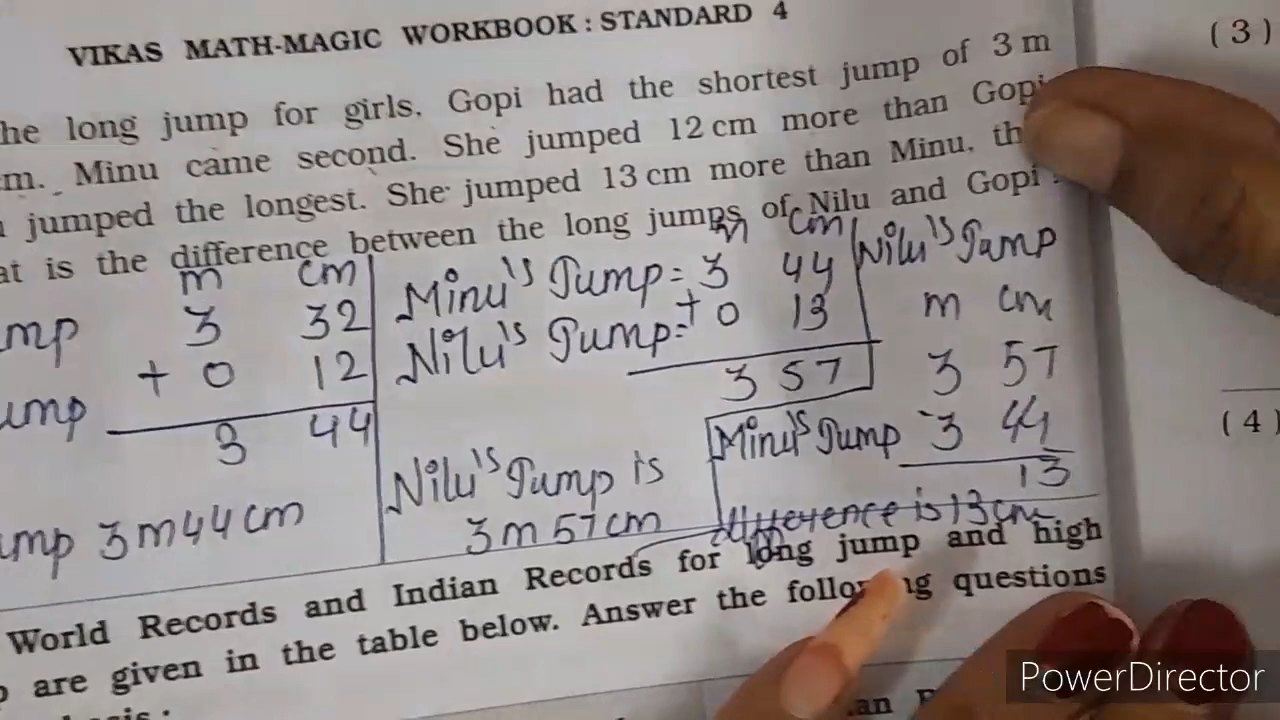 VIKAS MATH-MAGIC WORKBOOK : STANDARD 4
(3)
he long jump for girls. Gopi had the shortest jump of 3 m
m. Minu came second. She jumped 12 cm more than Gopi
jumped the longest. She jumped 13 cm more than Minu, th
at is the difference between the long jumps of Nilu and Gopi
m cm
mp 3 32
+ 0 12
ump
3 44
ump 3m44cm
m cm
Minu's Jump = 3 44
Nilu's Jump = + 0 13
3 57
Nilu's Jump is
3m 57cm
Nilu's Jump
m cm
3 57
Minu's Jump - 3 44
13
difference is 13 cm
(4)
World Records and Indian Records for long jump and high
p are given in the table below. Answer the following questions
PowerDirector